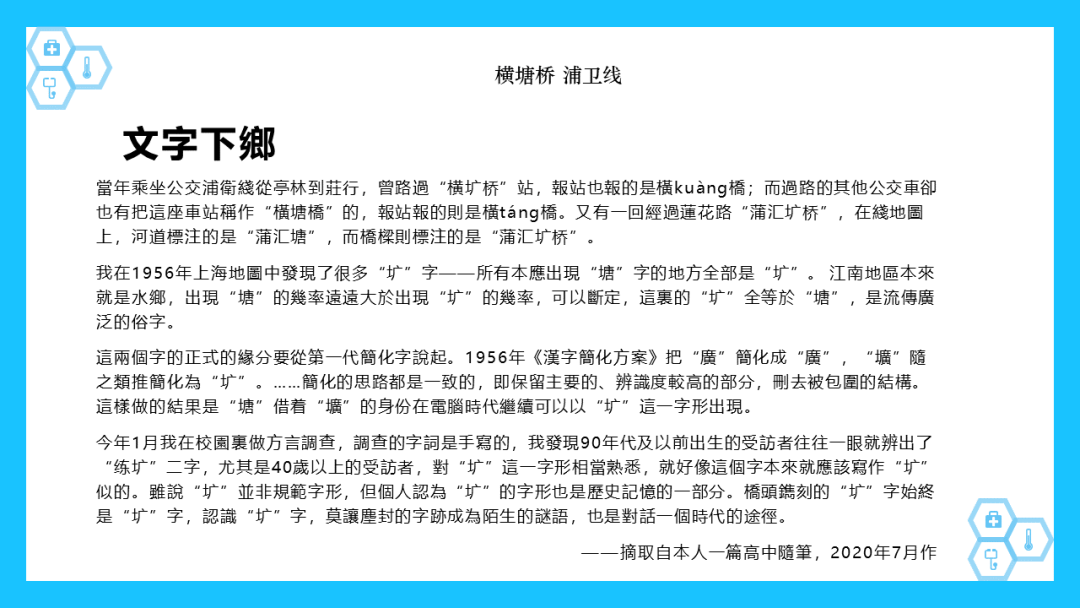 横塘桥 浦卫线
文字下鄉
當年乘坐公交浦衛綫從亭林到莊行，曾路過“橫圹桥”站，報站也報的是橫kuàng橋；而過路的其他公交車卻
也有把這座車站稱作“橫塘橋”的，報站報的則是橫táng橋。又有一回經過蓮花路“蒲汇圹桥”，在綫地圖
上，河道標注的是“蒲汇塘”，而橋樑則標注的是“蒲汇圹桥”。
我在1956年上海地圖中發現了很多“圹”字——所有本應出現“塘”字的地方全部是“圹”。 江南地區本來
就是水鄉，出現“塘”的幾率遠遠大於出現“圹”的幾率，可以斷定，這裏的“圹”全等於“塘”，是流傳廣
泛的俗字。
這兩個字的正式的緣分要從第一代簡化字說起。1956年《漢字簡化方案》把“廣”簡化成“廣”，“壙”隨
之類推簡化為“圹”。……簡化的思路都是一致的，即保留主要的、辨識度較高的部分，刪去被包圍的結構。
這樣做的結果是“塘”借着“壙”的身份在電腦時代繼續可以以“圹”這一字形出現。
今年1月我在校園裏做方言調查，調查的字詞是手寫的，我發現90年代及以前出生的受訪者往往一眼就辨出了
“练圹”二字，尤其是40歲以上的受訪者，對“圹”這一字形相當熟悉，就好像這個字本來就應該寫作“圹”
似的。雖說“圹”並非規範字形，但個人認為“圹”的字形也是歷史記憶的一部分。橋頭鐫刻的“圹”字始終
是“圹”字，認識“圹”字，莫讓塵封的字跡成為陌生的謎語，也是對話一個時代的途徑。
——摘取自本人一篇高中隨筆，2020年7月作